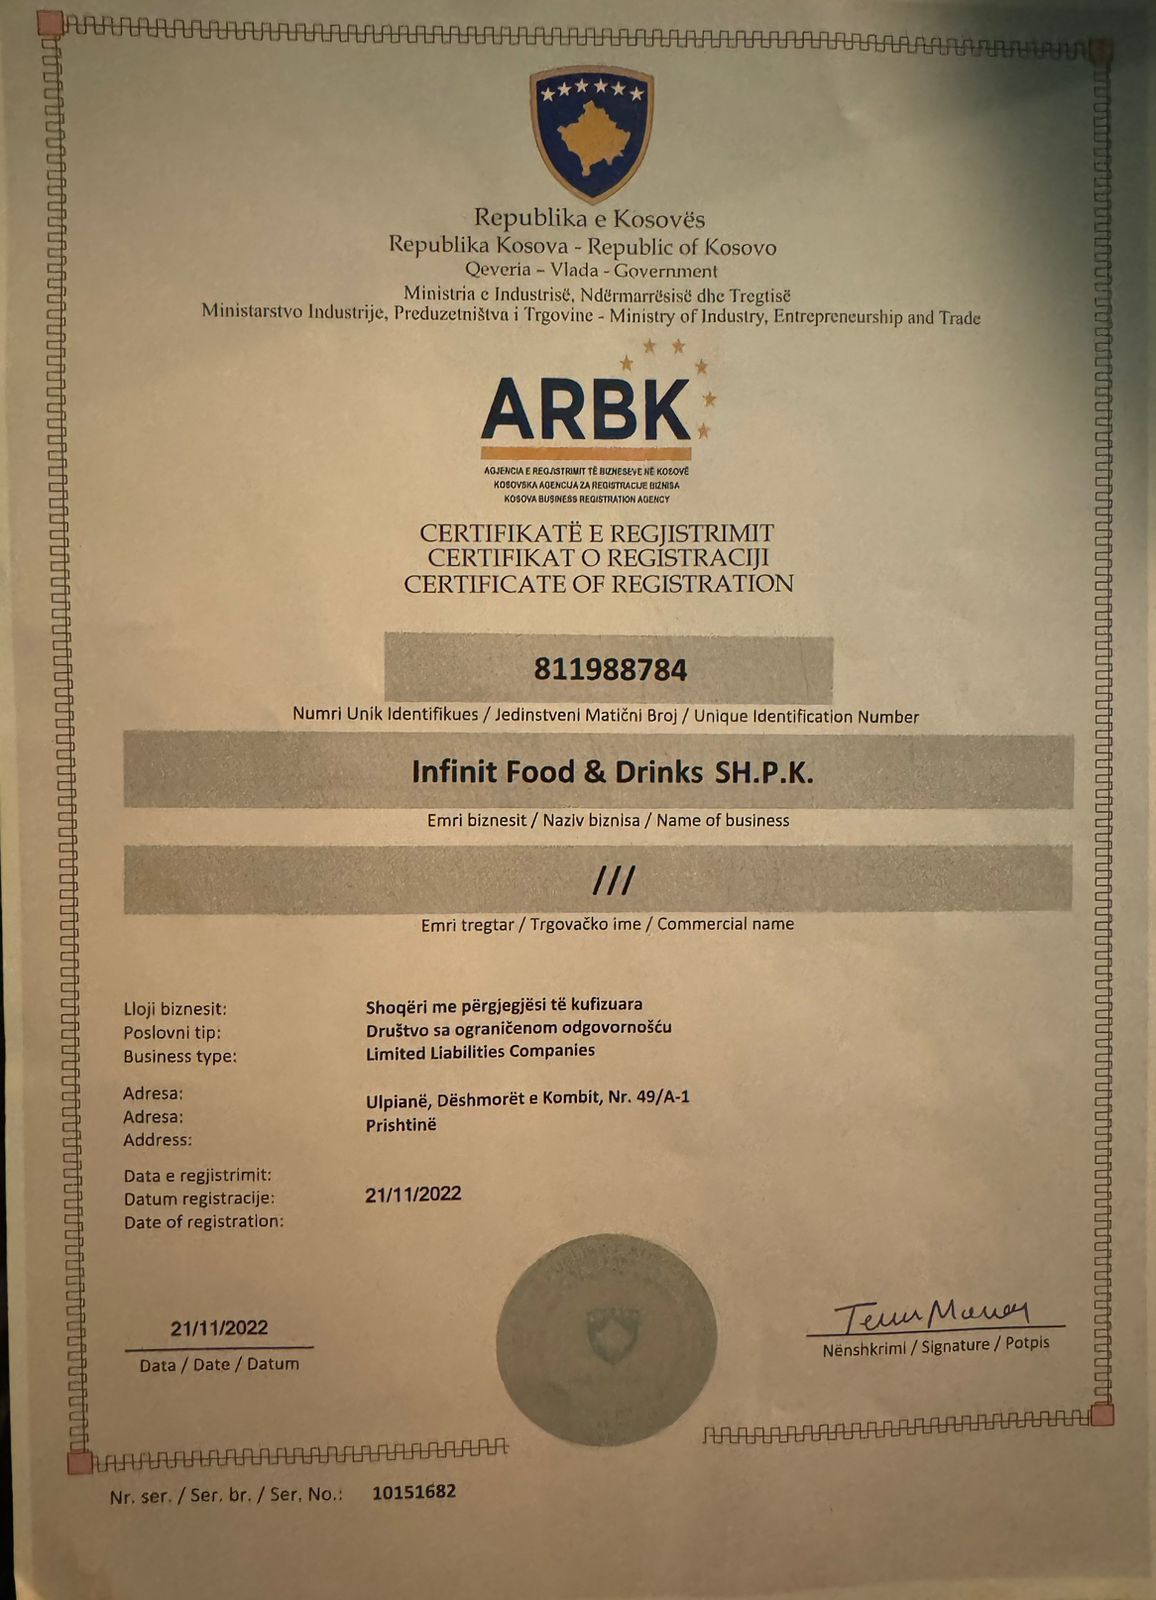 Republika e Kosovës
Republika Kosova - Republic of Kosovo
Qeveria – Vlada - Government
Ministria e Industrisë, Ndërmarrësisë dhe Tregtisë
Ministarstvo Industrije, Preduzetništva i Trgovine - Ministry of Industry, Entrepreneurship and Trade
ARBK
AGJENCIA E REGJISTRIMIT TË BIZNESEVE NË KOSOVË
KOSOVSKA AGENCIJA ZA REGISTRACIJE BIZNISA
KOSOVA BUSINESS REGISTRATION AGENCY
CERTIFIKATË E REGJISTRIMIT
CERTIFIKAT O REGISTRACIJI
CERTIFICATE OF REGISTRATION
811988784
Numri Unik Identifikues / Jedinstveni Matični Broj / Unique Identification Number
Infinit Food & Drinks SH.P.K.
Emri biznesit / Naziv biznisa / Name of business
///
Emri tregtar / Trgovačko ime / Commercial name
Lloji biznesit: Shoqëri me përgjegjësi të kufizuara
Poslovni tip: Društvo sa ograničenom odgovornošću
Business type: Limited Liabilities Companies
Adresa: Ulpianë, Dëshmorët e Kombit, Nr. 49/A-1
Adresa: Prishtinë
Address:
Data e regjistrimit:
Datum registracije: 21/11/2022
Date of registration:
21/11/2022
Data / Date / Datum
Nënshkrimi / Signature / Potpis
Nr. ser. / Ser. br. / Ser. No.: 10151682